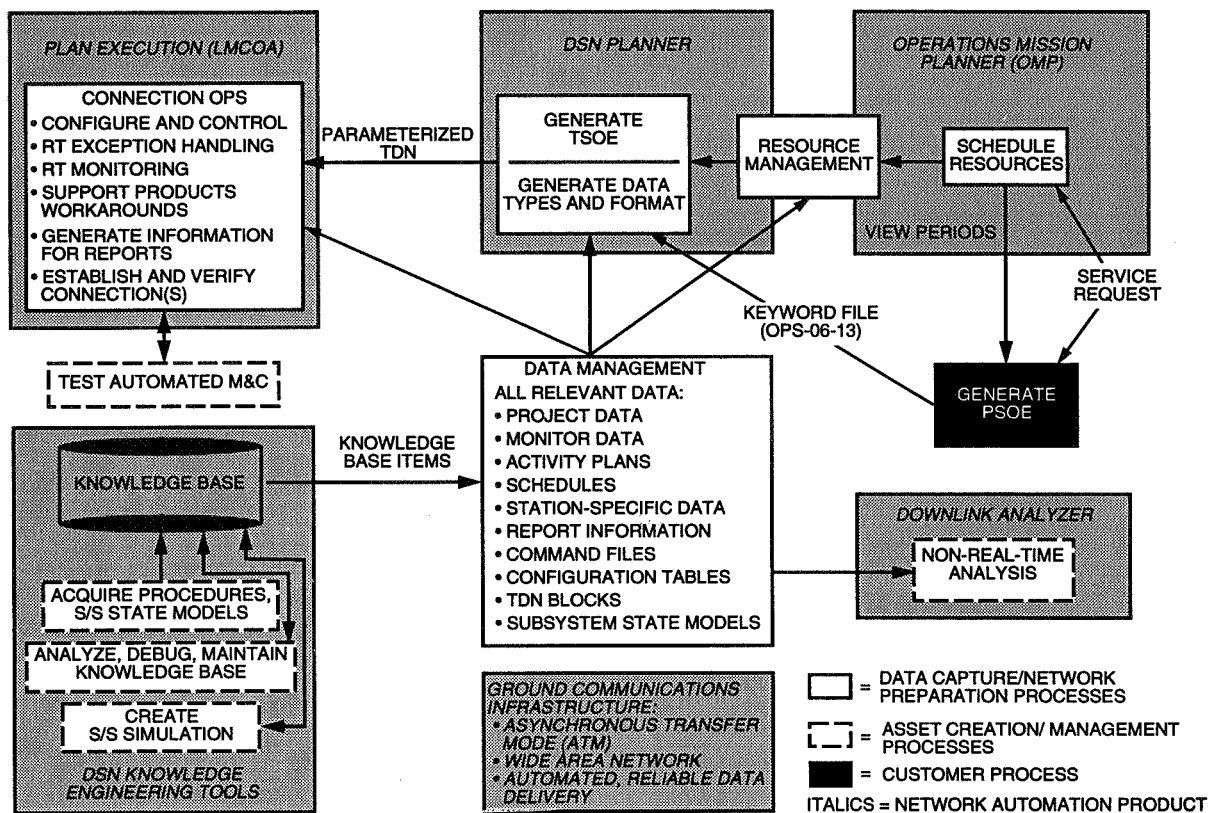 PLAN EXECUTION (LMCOA)
CONNECTION OPS
• CONFIGURE AND CONTROL
• RT EXCEPTION HANDLING
• RT MONITORING
• SUPPORT PRODUCTS
WORKAROUNDS
• GENERATE INFORMATION
FOR REPORTS
• ESTABLISH AND VERIFY
CONNECTION(S)
TEST AUTOMATED M&C
PARAMETERIZED
TDN
DSN PLANNER
GENERATE
TSOE
GENERATE DATA
TYPES AND FORMAT
RESOURCE
MANAGEMENT
OPERATIONS MISSION
PLANNER (OMP)
SCHEDULE
RESOURCES
VIEW PERIODS
SERVICE
REQUEST
KEYWORD FILE
(OPS-06-13)
GENERATE
PSOE
KNOWLEDGE BASE
KNOWLEDGE
BASE ITEMS
ACQUIRE PROCEDURES,
S/S STATE MODELS
ANALYZE, DEBUG, MAINTAIN
KNOWLEDGE BASE
CREATE
S/S SIMULATION
DSN KNOWLEDGE
ENGINEERING TOOLS
DATA MANAGEMENT
ALL RELEVANT DATA:
• PROJECT DATA
• MONITOR DATA
• ACTIVITY PLANS
• SCHEDULES
• STATION-SPECIFIC DATA
• REPORT INFORMATION
• COMMAND FILES
• CONFIGURATION TABLES
• TDN BLOCKS
• SUBSYSTEM STATE MODELS
DOWNLINK ANALYZER
NON-REAL-TIME
ANALYSIS
GROUND COMMUNICATIONS
INFRASTRUCTURE:
• ASYNCHRONOUS TRANSFER
MODE (ATM)
• WIDE AREA NETWORK
• AUTOMATED, RELIABLE DATA
DELIVERY
= DATA CAPTURE/NETWORK
PREPARATION PROCESSES
= ASSET CREATION/ MANAGEMENT
PROCESSES
= CUSTOMER PROCESS
ITALICS = NETWORK AUTOMATION PRODUCT